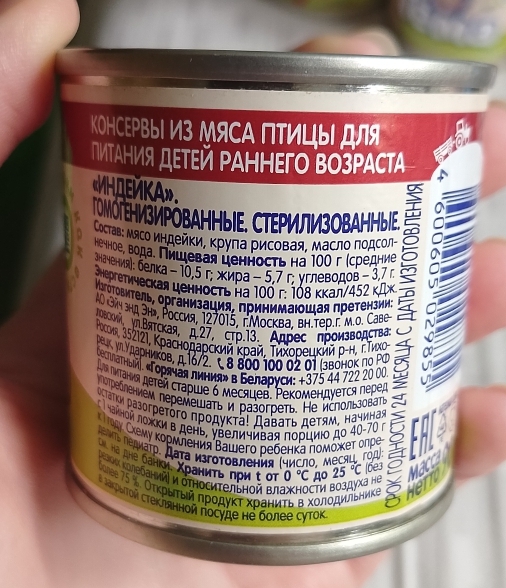 КОНСЕРВЫ ИЗ МЯСА ПТИЦЫ ДЛЯ
ПИТАНИЯ ДЕТЕЙ РАННЕГО ВОЗРАСТА
«ИНДЕЙКА».
ГОМОГЕНИЗИРОВАННЫЕ. СТЕРИЛИЗОВАННЫЕ.
Состав: мясо индейки, крупа рисовая, масло подсол-
нечное, вода. Пищевая ценность на 100 г (средние
значения): белка – 10,5 г; жира – 5,7 г; углеводов – 3,7 г.
Энергетическая ценность на 100 г: 108 ккал/452 кДж.
Изготовитель, организация, принимающая претензии:
АО «Эйч энд Эн», Россия, 127015, г.Москва, вн.тер.г. м.о. Саве-
ловский, ул.Вятская, д.27, стр.13. Адрес производства:
Россия, 352121, Краснодарский край, Тихорецкий р-н, г.Тихо-
рецк, ул.Ударников, д.16/2. 8 800 100 02 01 (звонок по РФ
бесплатный). «Горячая линия» в Беларуси: +375 44 722 20 00.
Для питания детей старше 6 месяцев. Рекомендуется перед
употреблением перемешать и разогреть. Не использовать
остатки разогретого продукта! Давать детям, начиная
с 1 чайной ложки в день, увеличивая порцию до 40-70 г
к 1 году. Схему кормления Вашего ребенка поможет опре-
делить педиатр. Дата изготовления (число, месяц, год):
см. на дне банки. Хранить при t от 0 °C до 25 °C (без
резких колебаний) и относительной влажности воздуха не
более 75 %. Открытый продукт хранить в холодильнике
в закрытой стеклянной посуде не более суток.
СРОК ГОДНОСТИ 24 МЕСЯЦА С ДАТЫ ИЗГОТОВЛЕНИЯ
4 600605 02985
EAC
Масса
нетто